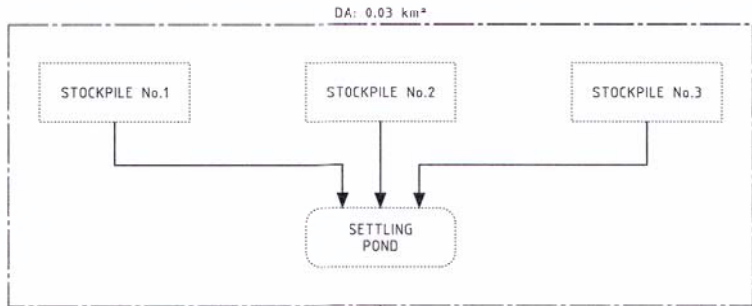 DA: 0.03 km²
STOCKPILE No.1
STOCKPILE No.2
STOCKPILE No.3
SETTLING
POND